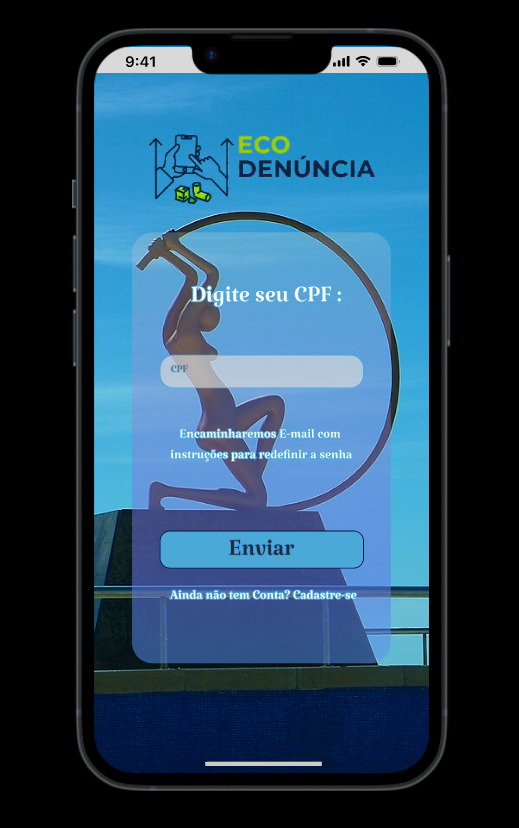 9:41
ECO
DENÚNCIA
Digite seu CPF :
CPF
Encaminharemos E-mail com
instruções para redefinir a senha
Enviar
Ainda não tem Conta? Cadastre-se